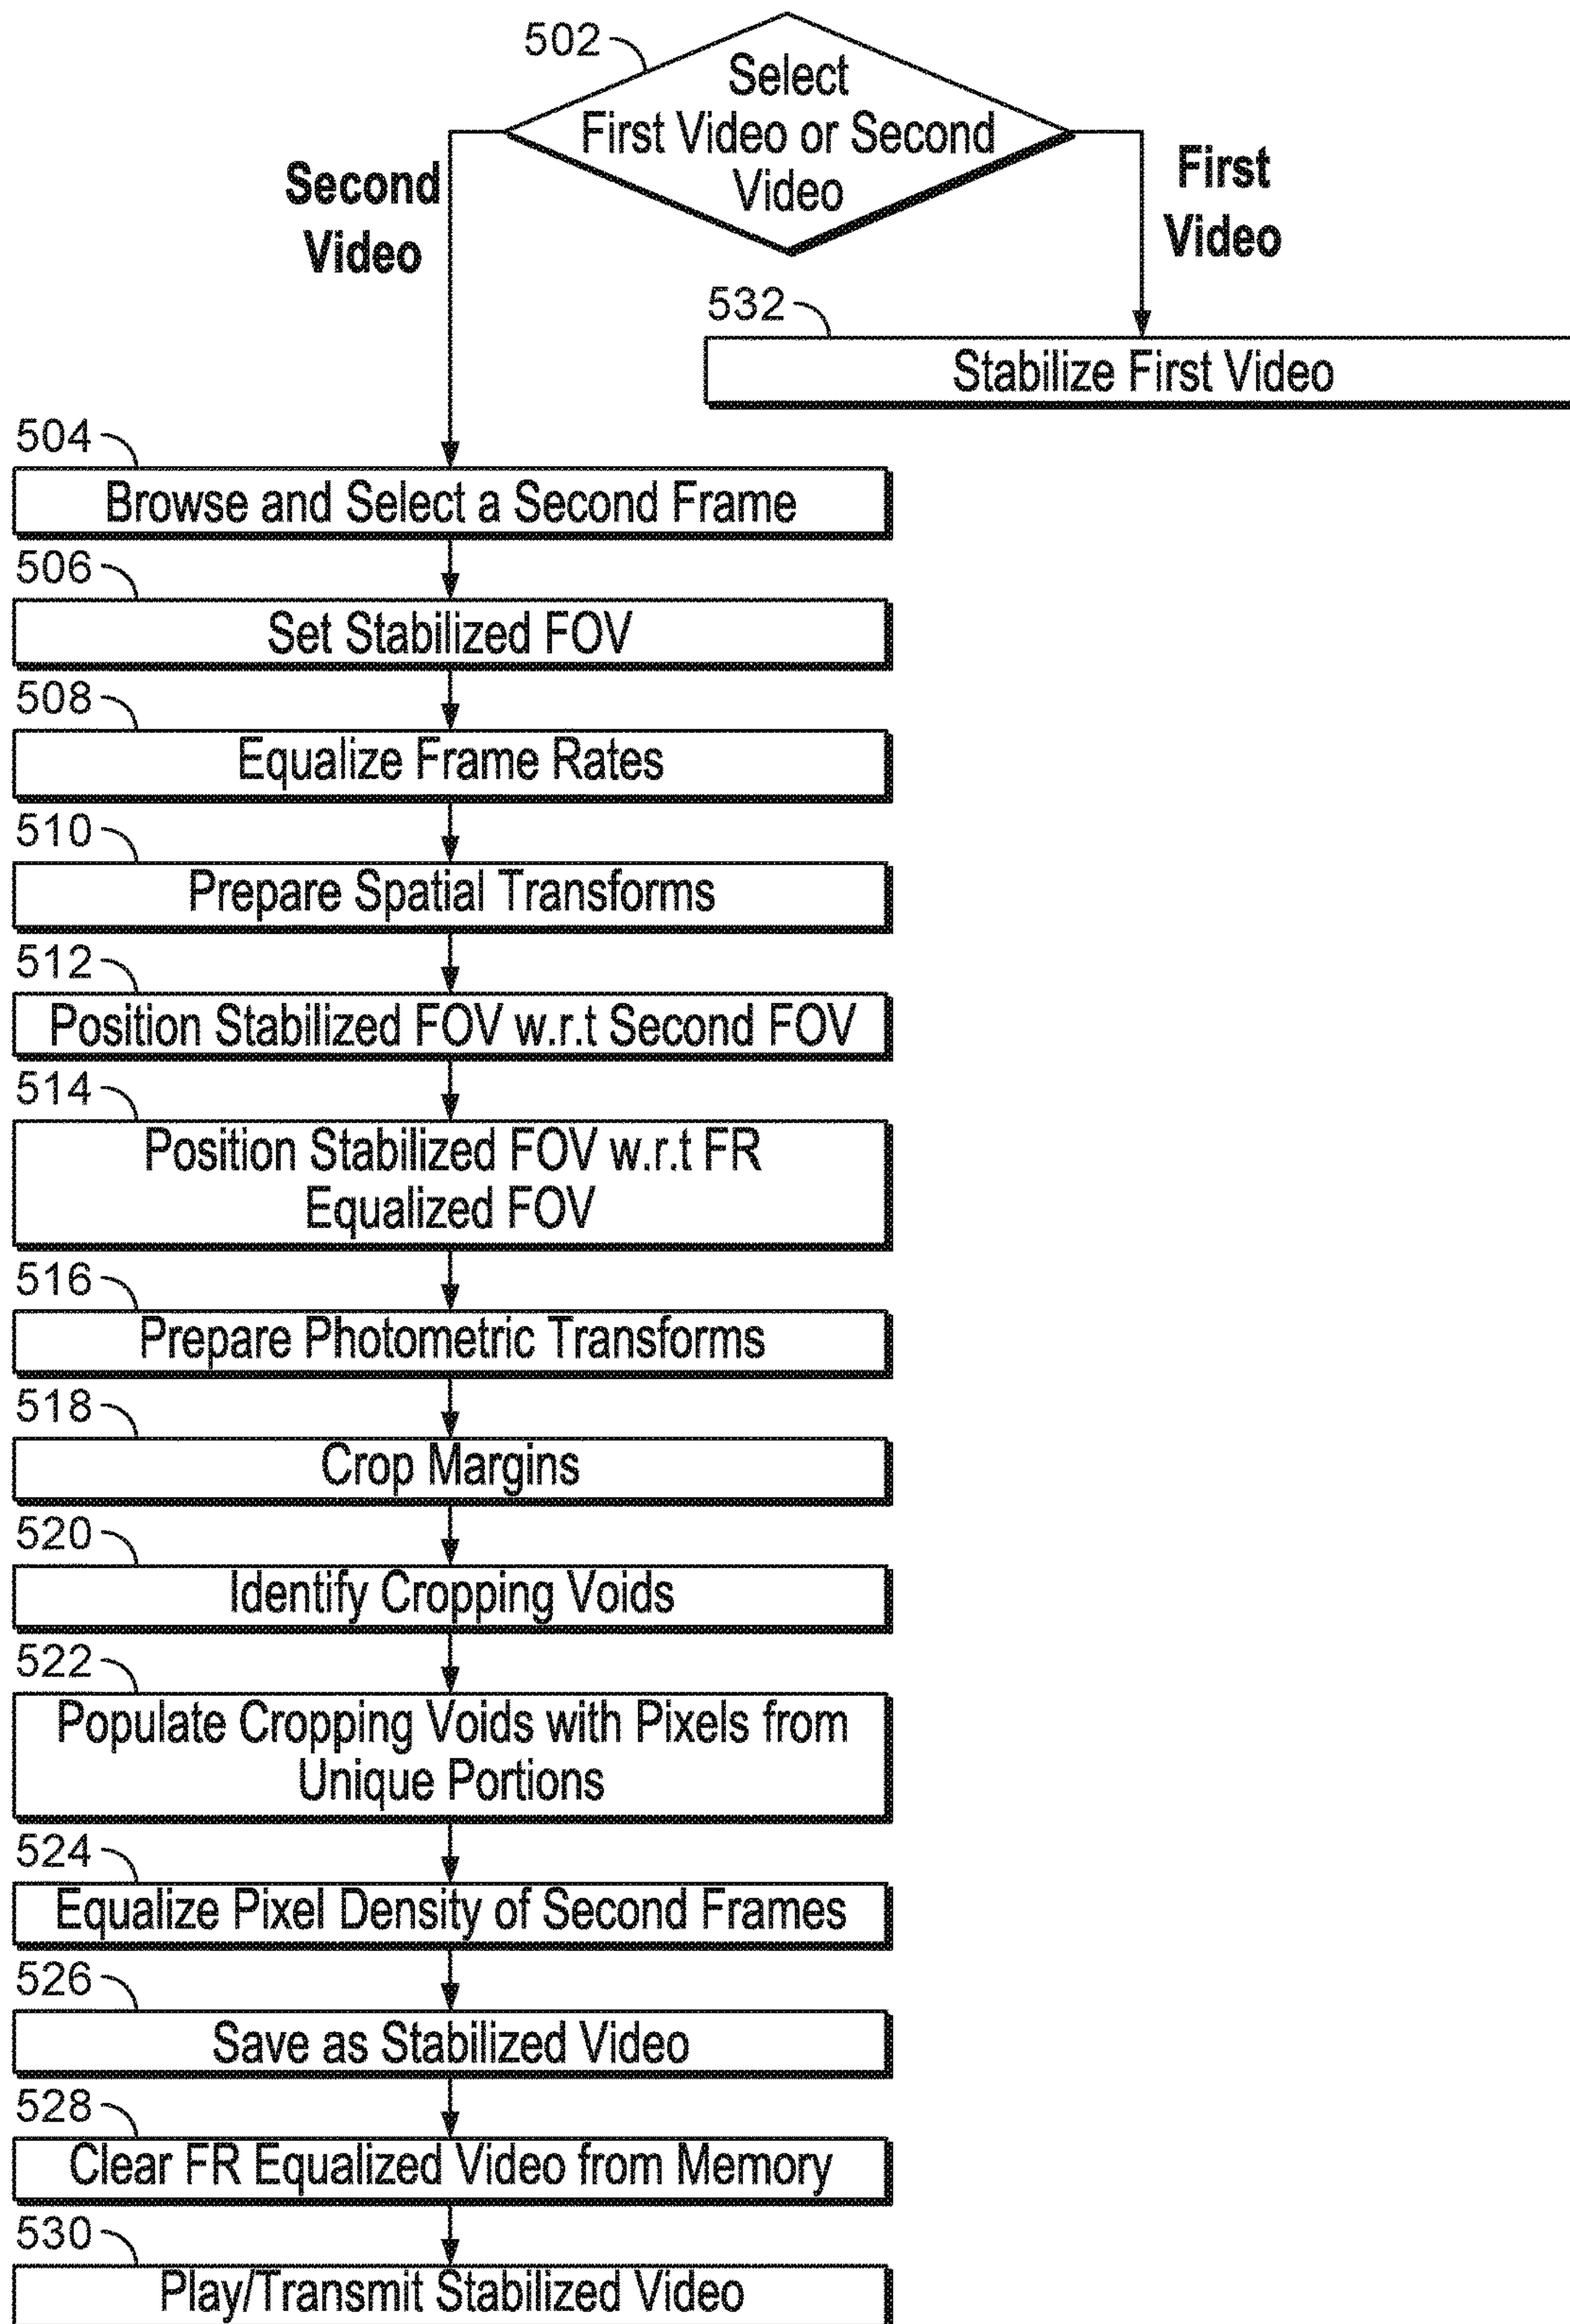 502
Select
First Video or Second
Video
Second
Video
First
Video
532
Stabilize First Video
504
Browse and Select a Second Frame
506
Set Stabilized FOV
508
Equalize Frame Rates
510
Prepare Spatial Transforms
512
Position Stabilized FOV w.r.t Second FOV
514
Position Stabilized FOV w.r.t FR
Equalized FOV
516
Prepare Photometric Transforms
518
Crop Margins
520
Identify Cropping Voids
522
Populate Cropping Voids with Pixels from
Unique Portions
524
Equalize Pixel Density of Second Frames
526
Save as Stabilized Video
528
Clear FR Equalized Video from Memory
530
Play/Transmit Stabilized Video